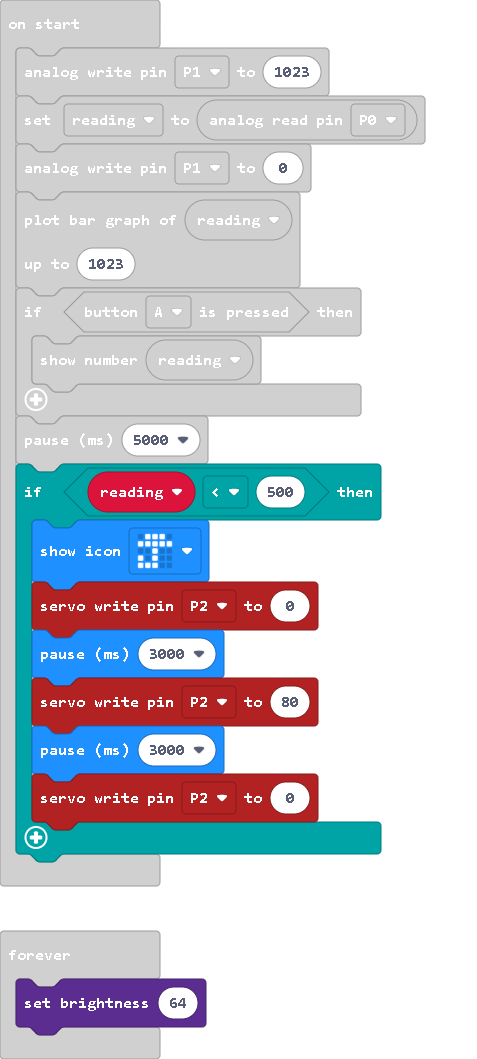 on start
analog write pin P1 to 1023
set reading to analog read pin P0
analog write pin P1 to 0
plot bar graph of reading
up to 1023
if button A is pressed then
show number reading
pause (ms) 5000
if reading < 500 then
show icon
servo write pin P2 to 0
pause (ms) 3000
servo write pin P2 to 80
pause (ms) 3000
servo write pin P2 to 0
forever
set brightness 64